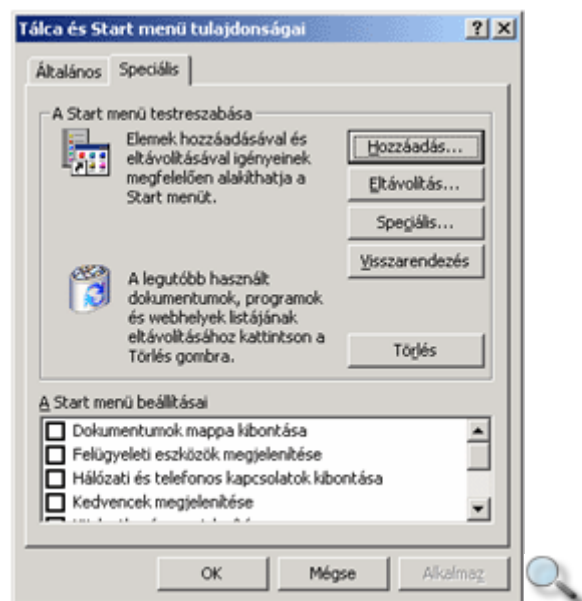 Tálca és Start menü tulajdonságai
Általános Speciális
A Start menü testreszabása
Elemek hozzáadásával és
eltávolításával igényeinek
megfelelően alakíthatja a
Start menüt.
Hozzáadás...
Eltávolítás...
Speciális...
Visszarendezés
A legutóbb használt
dokumentumok, programok
és webhelyek listájának
eltávolításához kattintson a
Törlés gombra.
Törlés
A Start menü beállításai
Dokumentumok mappa kibontása
Felügyeleti eszközök megjelenítése
Hálózati és telefonos kapcsolatok kibontása
Kedvencek megjelenítése
OK Mégse Alkalmaz